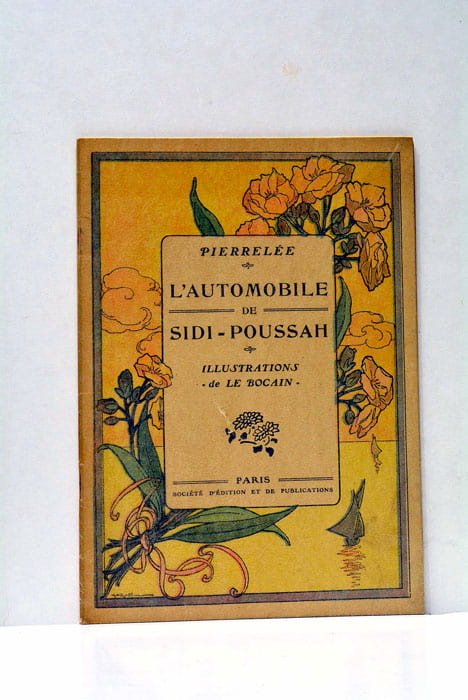 PIERRELÉE
L'AUTOMOBILE
DE
SIDI-POUSSAH
ILLUSTRATIONS
- de LE BOCAIN -
PARIS
SOCIÉTÉ D'ÉDITION ET DE PUBLICATIONS